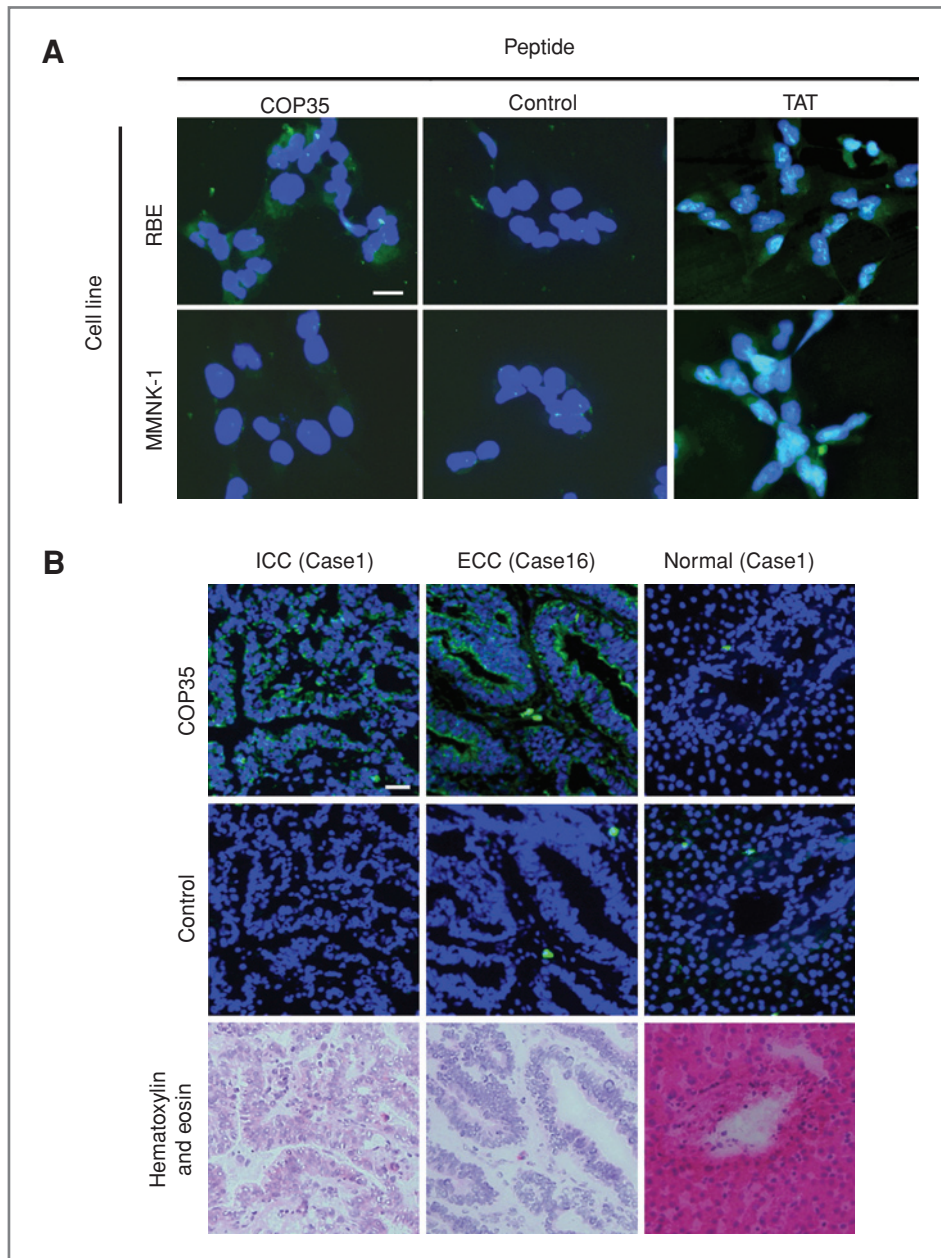 A
Peptide
COP35
Control
TAT
Cell line
RBE
MMNK-1
B
ICC (Case1)
ECC (Case16)
Normal (Case1)
COP35
Control
Hematoxylin
and eosin